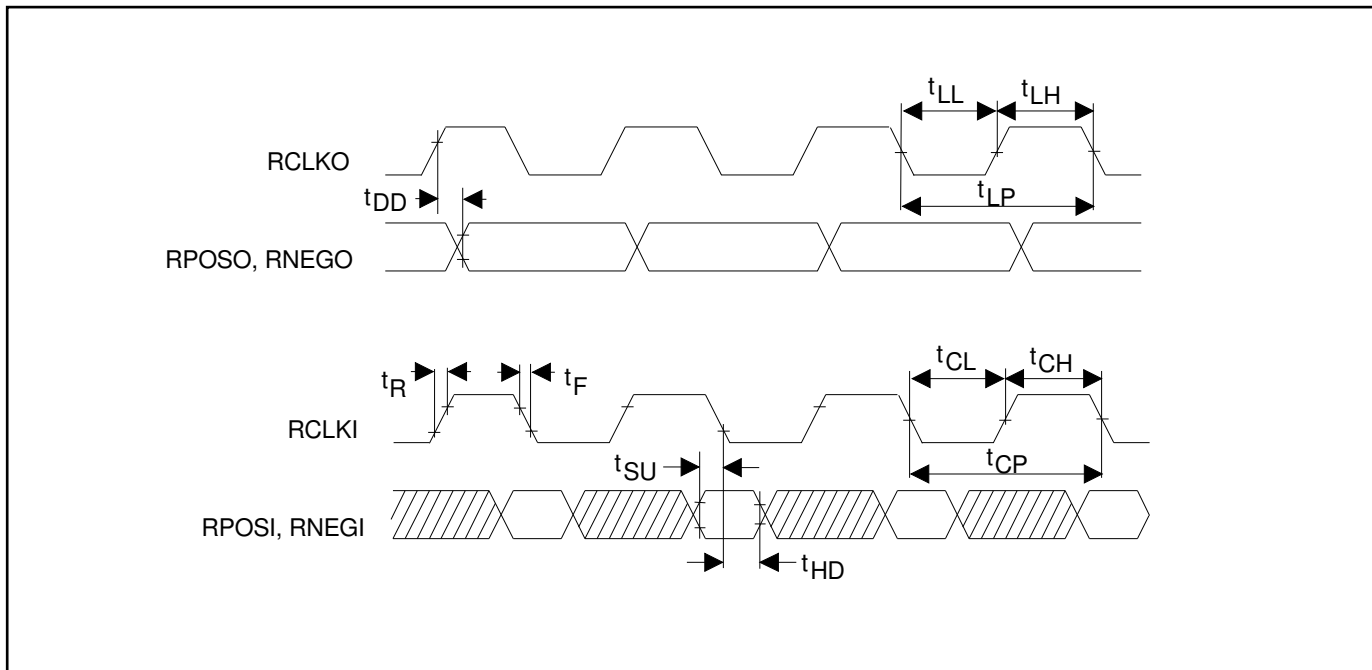 tLL
tLH
RCLKO
tDD
tLP
RPOSO, RNEGO
tCL
tCH
tR
tF
RCLKI
tSU
tCP
RPOSI, RNEGI
tHD